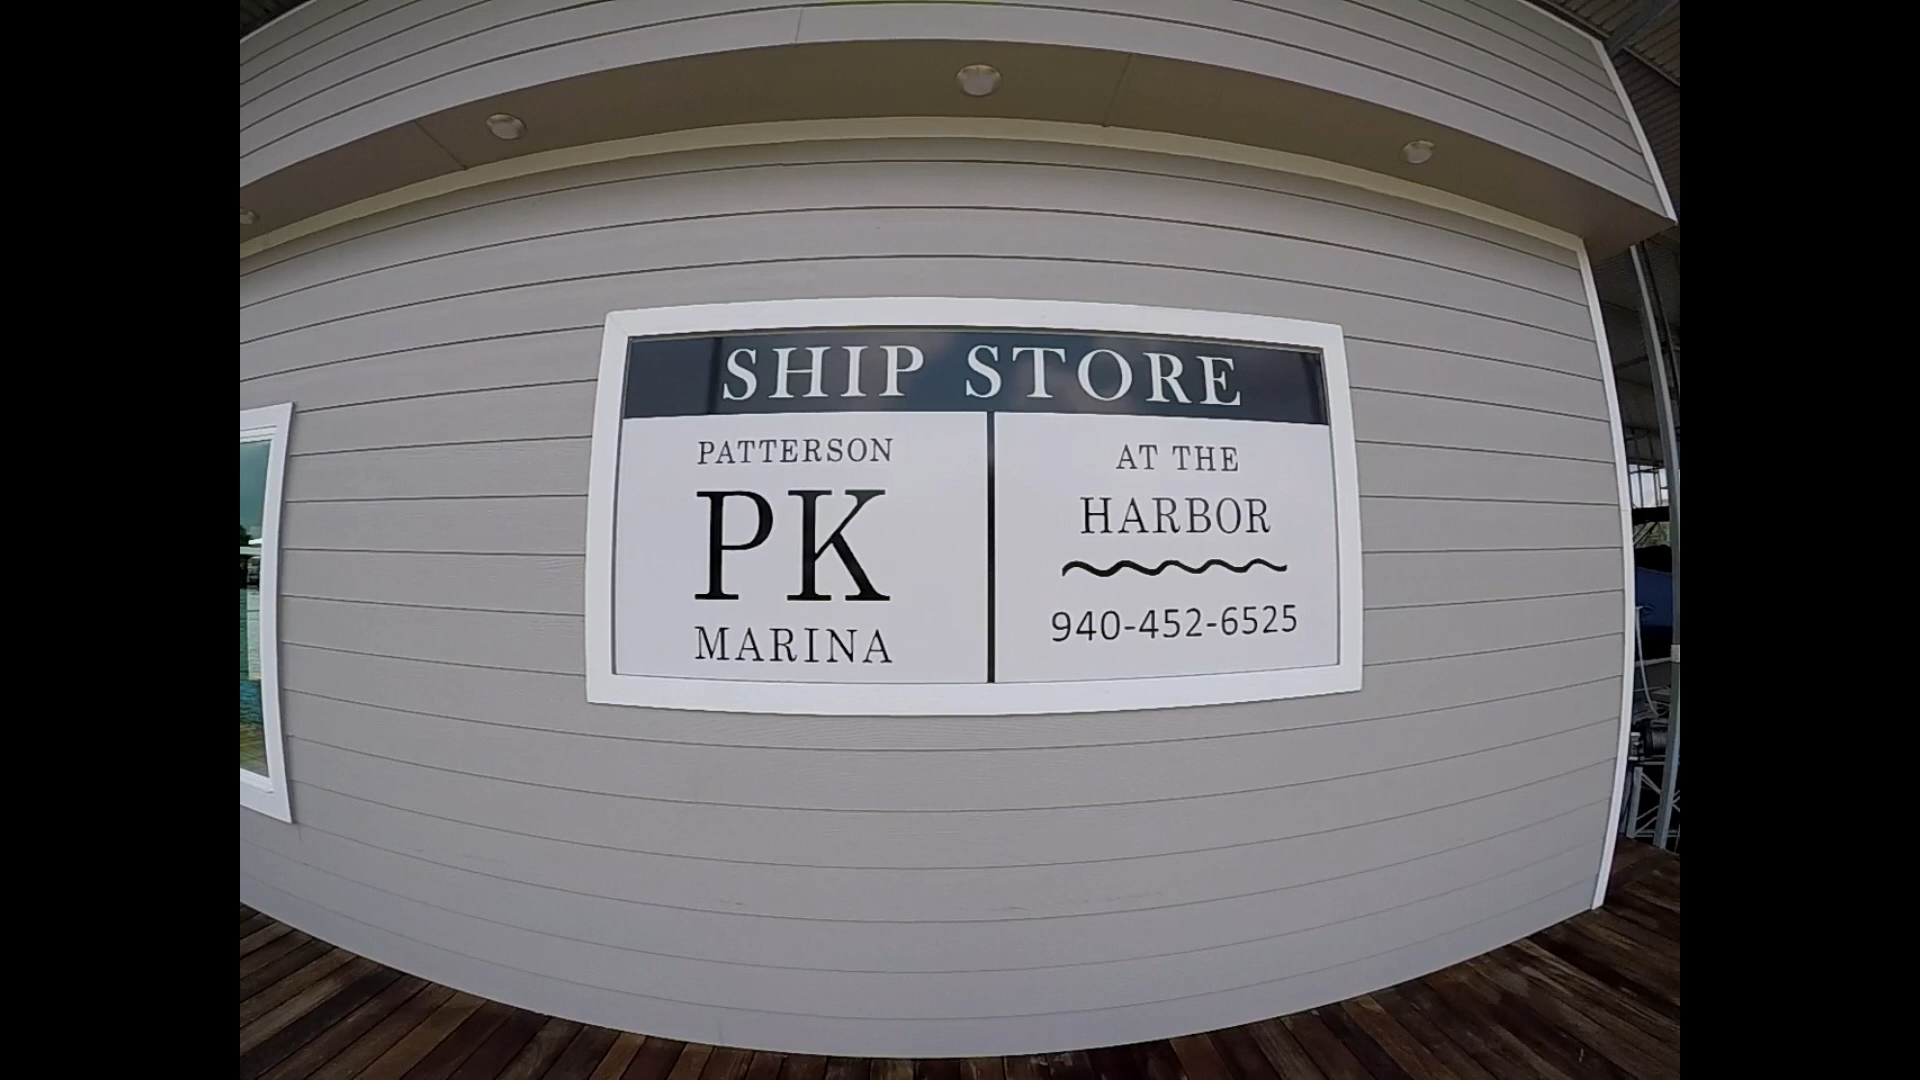 SHIP STORE
PATTERSON
PK
MARINA
AT THE
HARBOR
940-452-6525